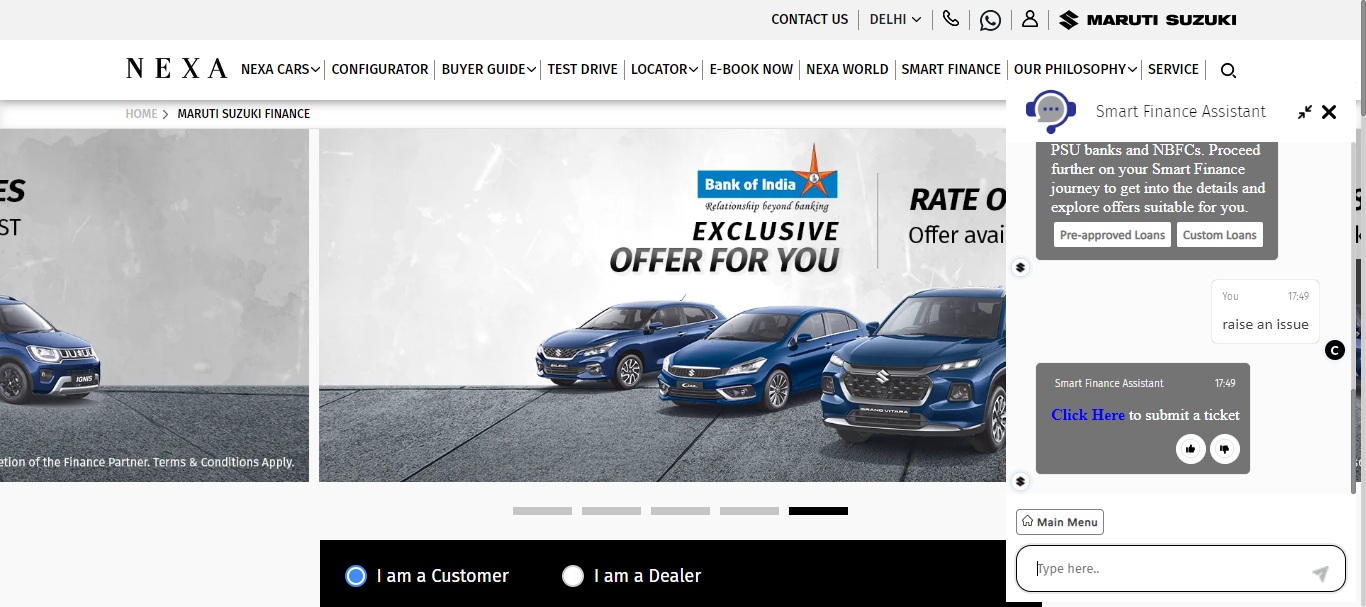 CONTACT US
DELHI
MARUTI SUZUKI
NEXA
NEXA CARS
CONFIGURATOR
BUYER GUIDE
TEST DRIVE
LOCATOR
E-BOOK NOW
NEXA WORLD
SMART FINANCE
OUR PHILOSOPHY
SERVICE
HOME
MARUTI SUZUKI FINANCE
ST
IGNIS
of the Finance Partner. Terms & Conditions Apply.
Bank of India
Relationship beyond banking
EXCLUSIVE
OFFER FOR YOU
RATE O
Offer avai
GRAND VITARA
I am a Customer
I am a Dealer
Smart Finance Assistant
PSU banks and NBFCs. Proceed
further on your Smart Finance
journey to get into the details and
explore offers suitable for you.
Pre-approved Loans
Custom Loans
You 17:49
raise an issue
C
Smart Finance Assistant 17:49
Click Here to submit a ticket
Main Menu
Type here..